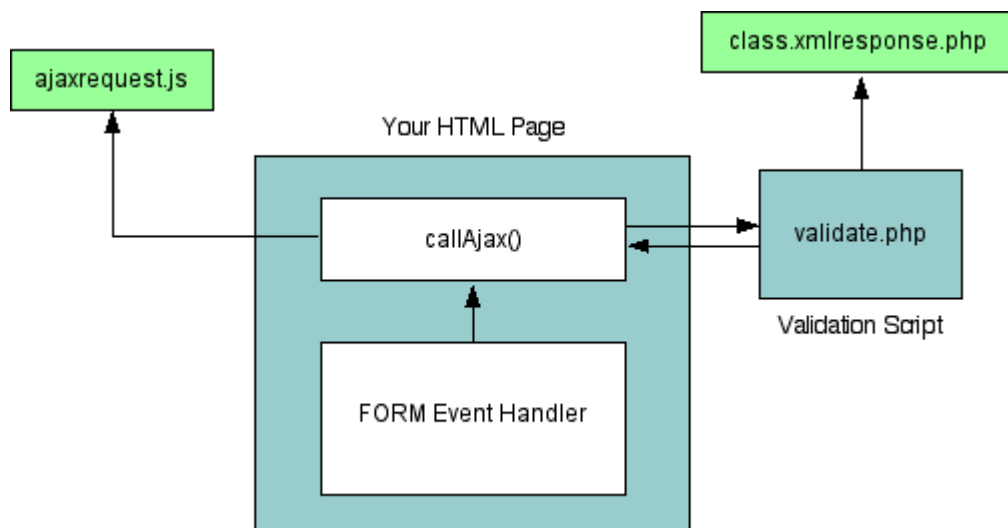 class.xmlresponse.php
ajaxrequest.js
Your HTML Page
callAjax()
validate.php
Validation Script
FORM Event Handler